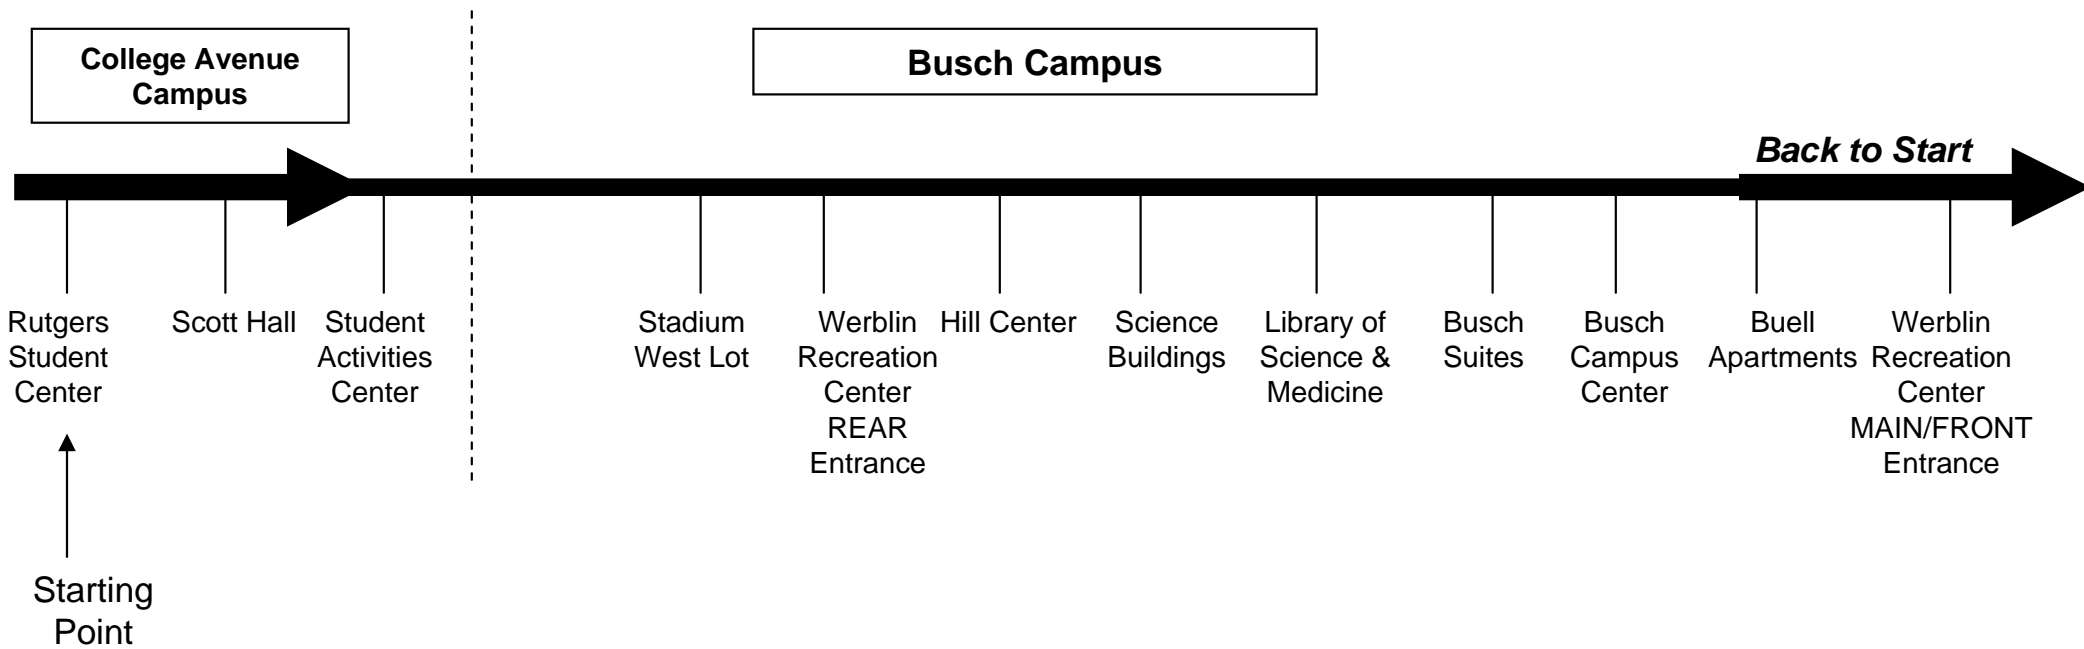 College Avenue
Campus
Busch Campus
Back to Start
Rutgers
Student
Center
Scott Hall
Student
Activities
Center
Stadium
West Lot
Werblin
Recreation
Center
REAR
Entrance
Hill Center
Science
Buildings
Library of
Science &
Medicine
Busch
Suites
Busch
Campus
Center
Buell
Apartments
Werblin
Recreation
Center
MAIN/FRONT
Entrance
Starting
Point